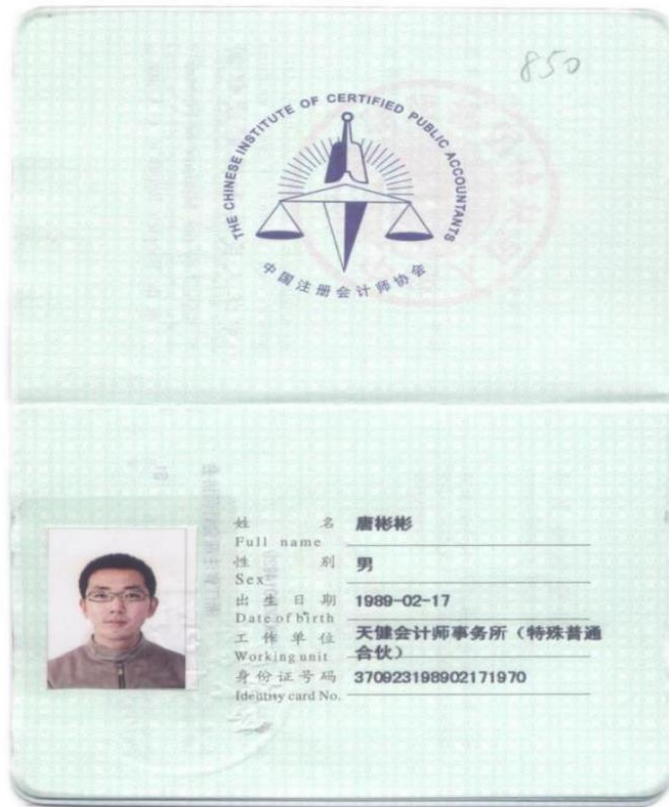 850
THE CHINESE INSTITUTE OF CERTIFIED PUBLIC ACCOUNTANTS
中国注册会计师协会
姓 名 唐彬彬
Full name
性 别 男
Sex
出生日期 1989-02-17
Date of birth
工作单位 天健会计师事务所（特殊普通
Working unit 合伙）
身份证号码 370923198902171970
Identity card No.